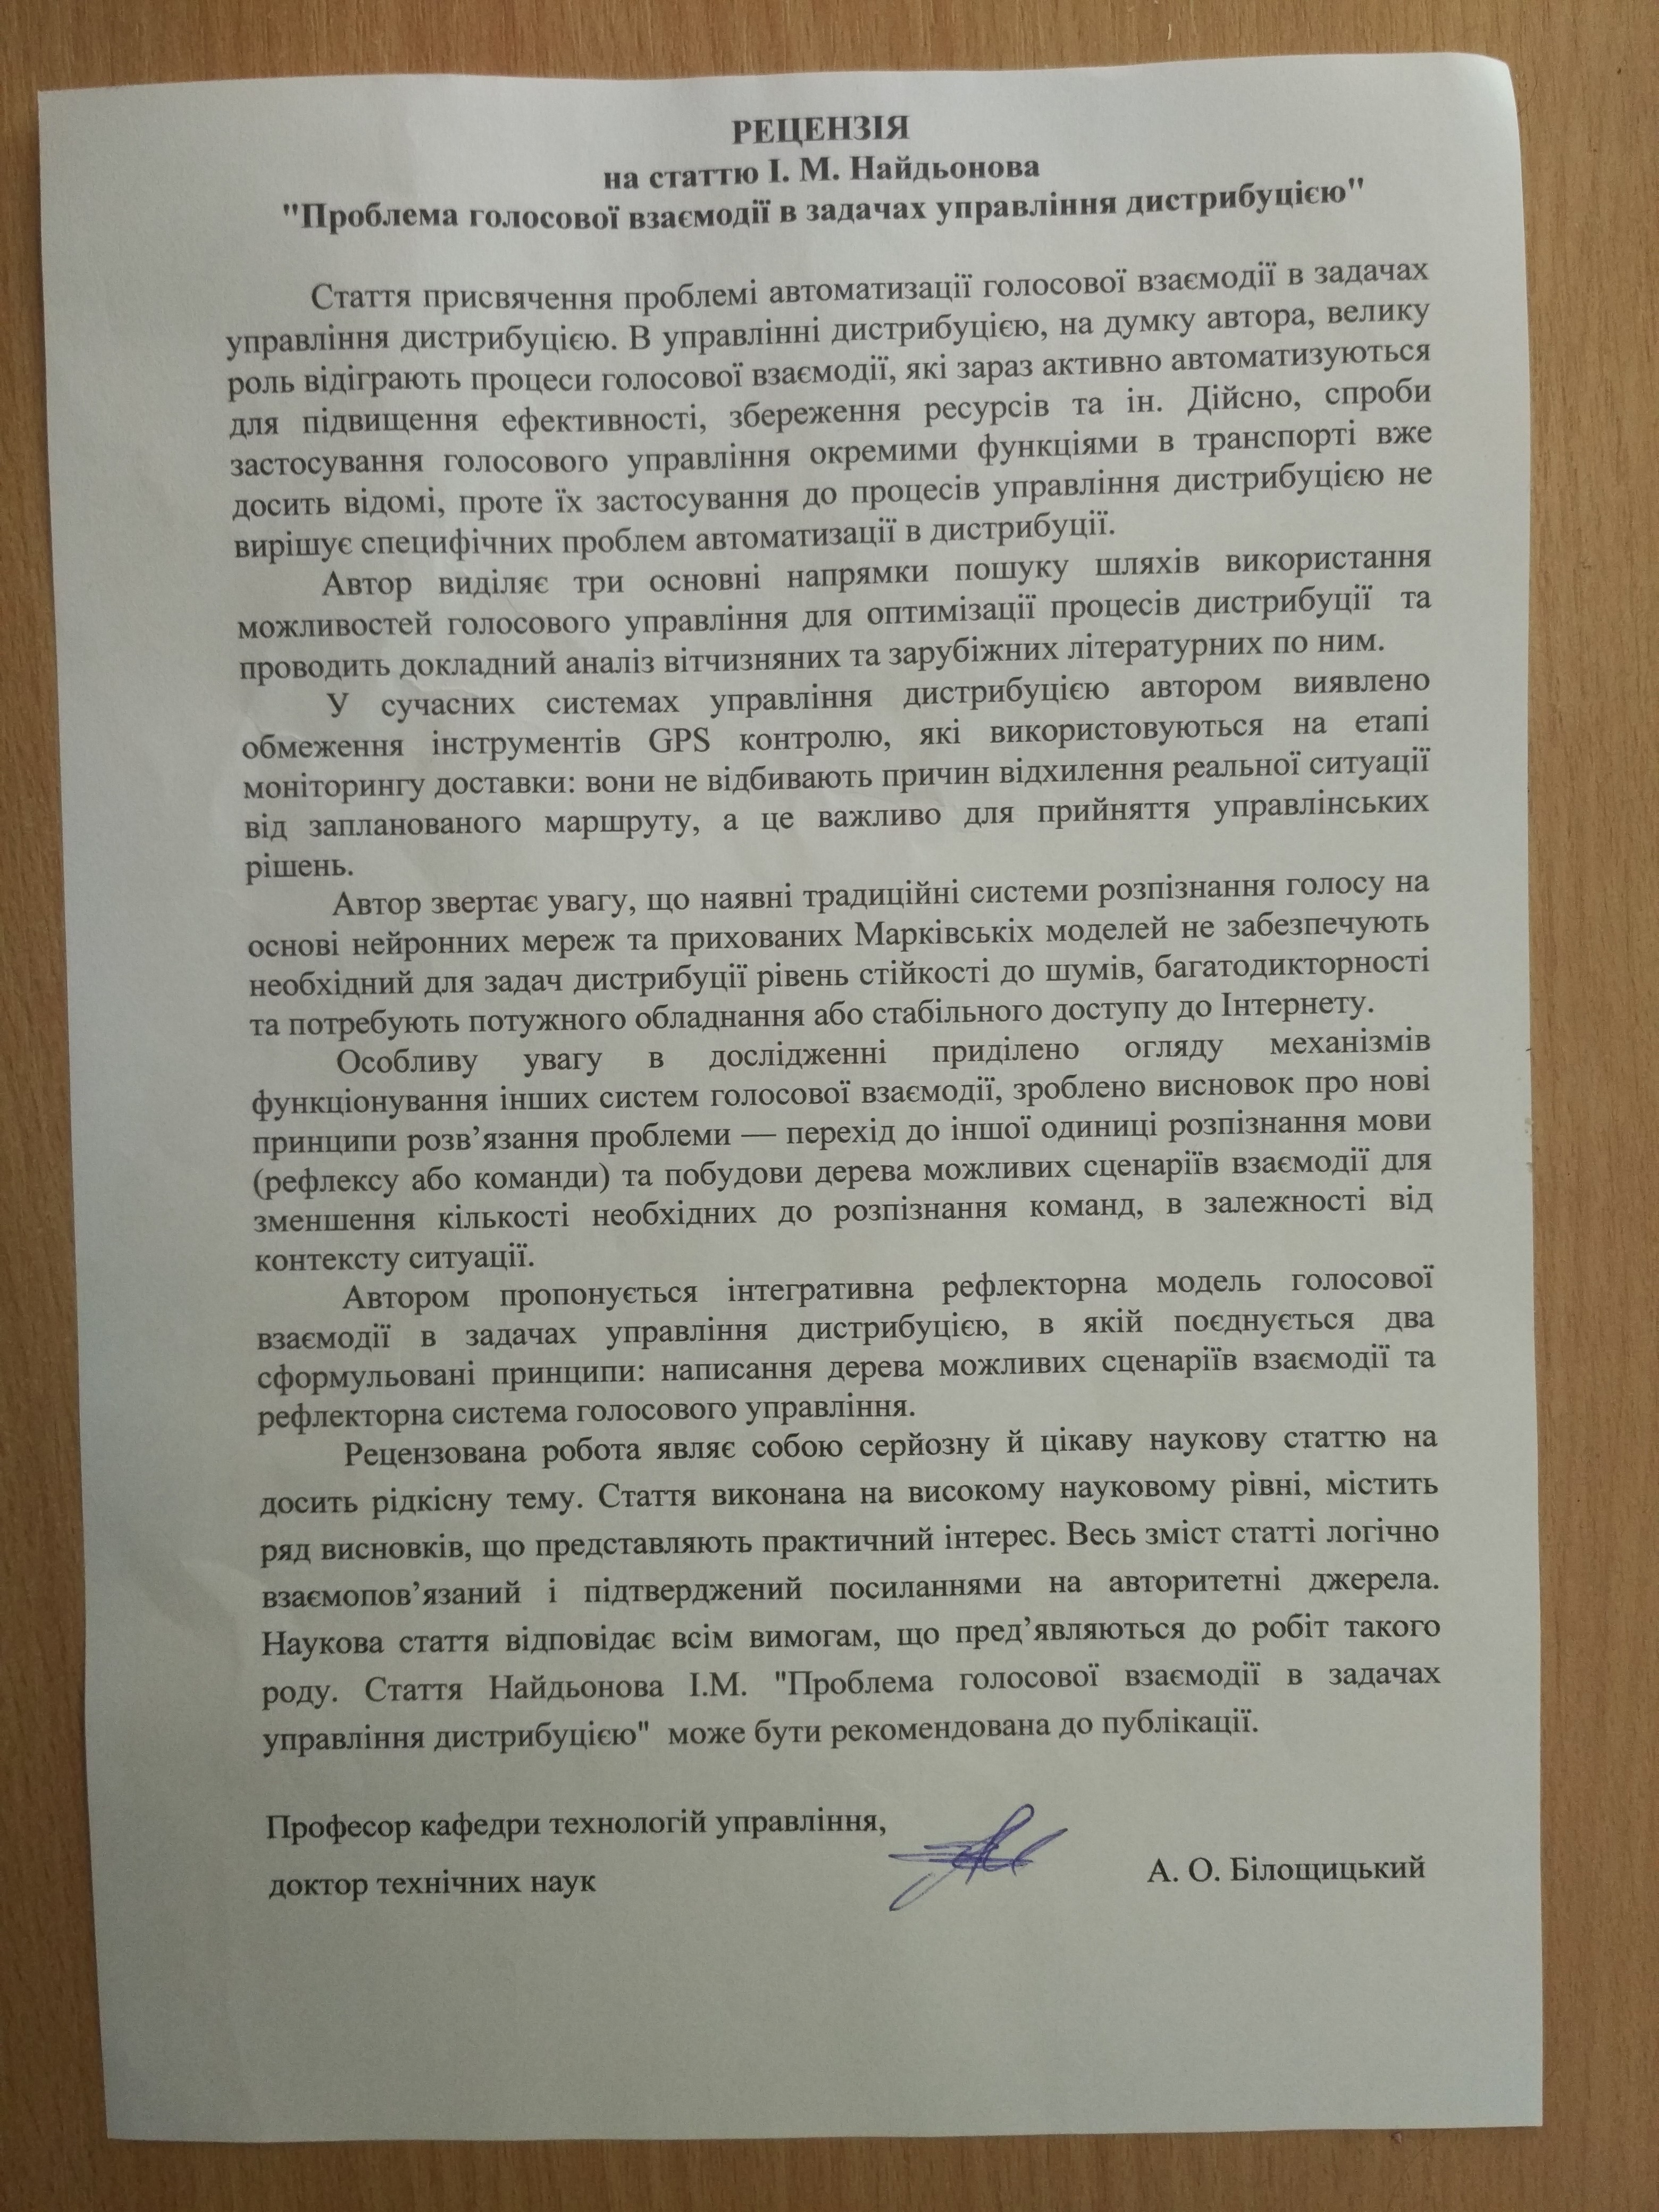 РЕЦЕНЗІЯ
на статтю І. М. Найдьонова
"Проблема голосової взаємодії в задачах управління дистрибуцією"
Стаття присвячення проблемі автоматизації голосової взаємодії в задачах
управління дистрибуцією. В управлінні дистрибуцією, на думку автора, велику
роль відіграють процеси голосової взаємодії, які зараз активно автоматизуються
для підвищення ефективності, збереження ресурсів та ін. Дійсно, спроби
застосування голосового управління окремими функціями в транспорті вже
досить відомі, проте їх застосування до процесів управління дистрибуцією не
вирішує специфічних проблем автоматизації в дистрибуції.
Автор виділяє три основні напрямки пошуку шляхів використання
можливостей голосового управління для оптимізації процесів дистрибуції та
проводить докладний аналіз вітчизняних та зарубіжних літературних по ним.
У сучасних системах управління дистрибуцією автором виявлено
обмеження інструментів GPS контролю, які використовуються на етапі
моніторингу доставки: вони не відбивають причин відхилення реальної ситуації
від запланованого маршруту, а це важливо для прийняття управлінських
рішень.
Автор звертає увагу, що наявні традиційні системи розпізнання голосу на
основі нейронних мереж та прихованих Марківськіх моделей не забезпечують
необхідний для задач дистрибуції рівень стійкості до шумів, багатодикторності
та потребують потужного обладнання або стабільного доступу до Інтернету.
Особливу увагу в дослідженні приділено огляду механізмів
функціонування інших систем голосової взаємодії, зроблено висновок про нові
принципи розв’язання проблеми — перехід до іншої одиниці розпізнання мови
(рефлексу або команди) та побудови дерева можливих сценаріїв взаємодії для
зменшення кількості необхідних до розпізнання команд, в залежності від
контексту ситуації.
Автором пропонується інтегративна рефлекторна модель голосової
взаємодії в задачах управління дистрибуцією, в якій поєднується два
сформульовані принципи: написання дерева можливих сценаріїв взаємодії та
рефлекторна система голосового управління.
Рецензована робота являє собою серйозну й цікаву наукову статтю на
досить рідкісну тему. Стаття виконана на високому науковому рівні, містить
ряд висновків, що представляють практичний інтерес. Весь зміст статті логічно
взаємопов’язаний і підтверджений посиланнями на авторитетні джерела.
Наукова стаття відповідає всім вимогам, що пред’являються до робіт такого
роду. Стаття Найдьонова І.М. "Проблема голосової взаємодії в задачах
управління дистрибуцією" може бути рекомендована до публікації.
Професор кафедри технологій управління,
доктор технічних наук А. О. Білощицький